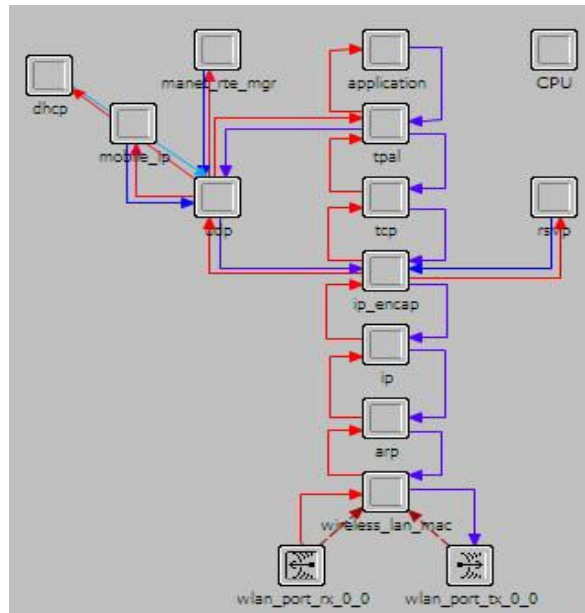 manet_rte_mgr
application
CPU
dhcp
mobile_ip
tpal
udp
tcp
rsvp
ip_encap
ip
arp
wireless_lan_mac
wlan_port_rx_0_0
wlan_port_tx_0_0